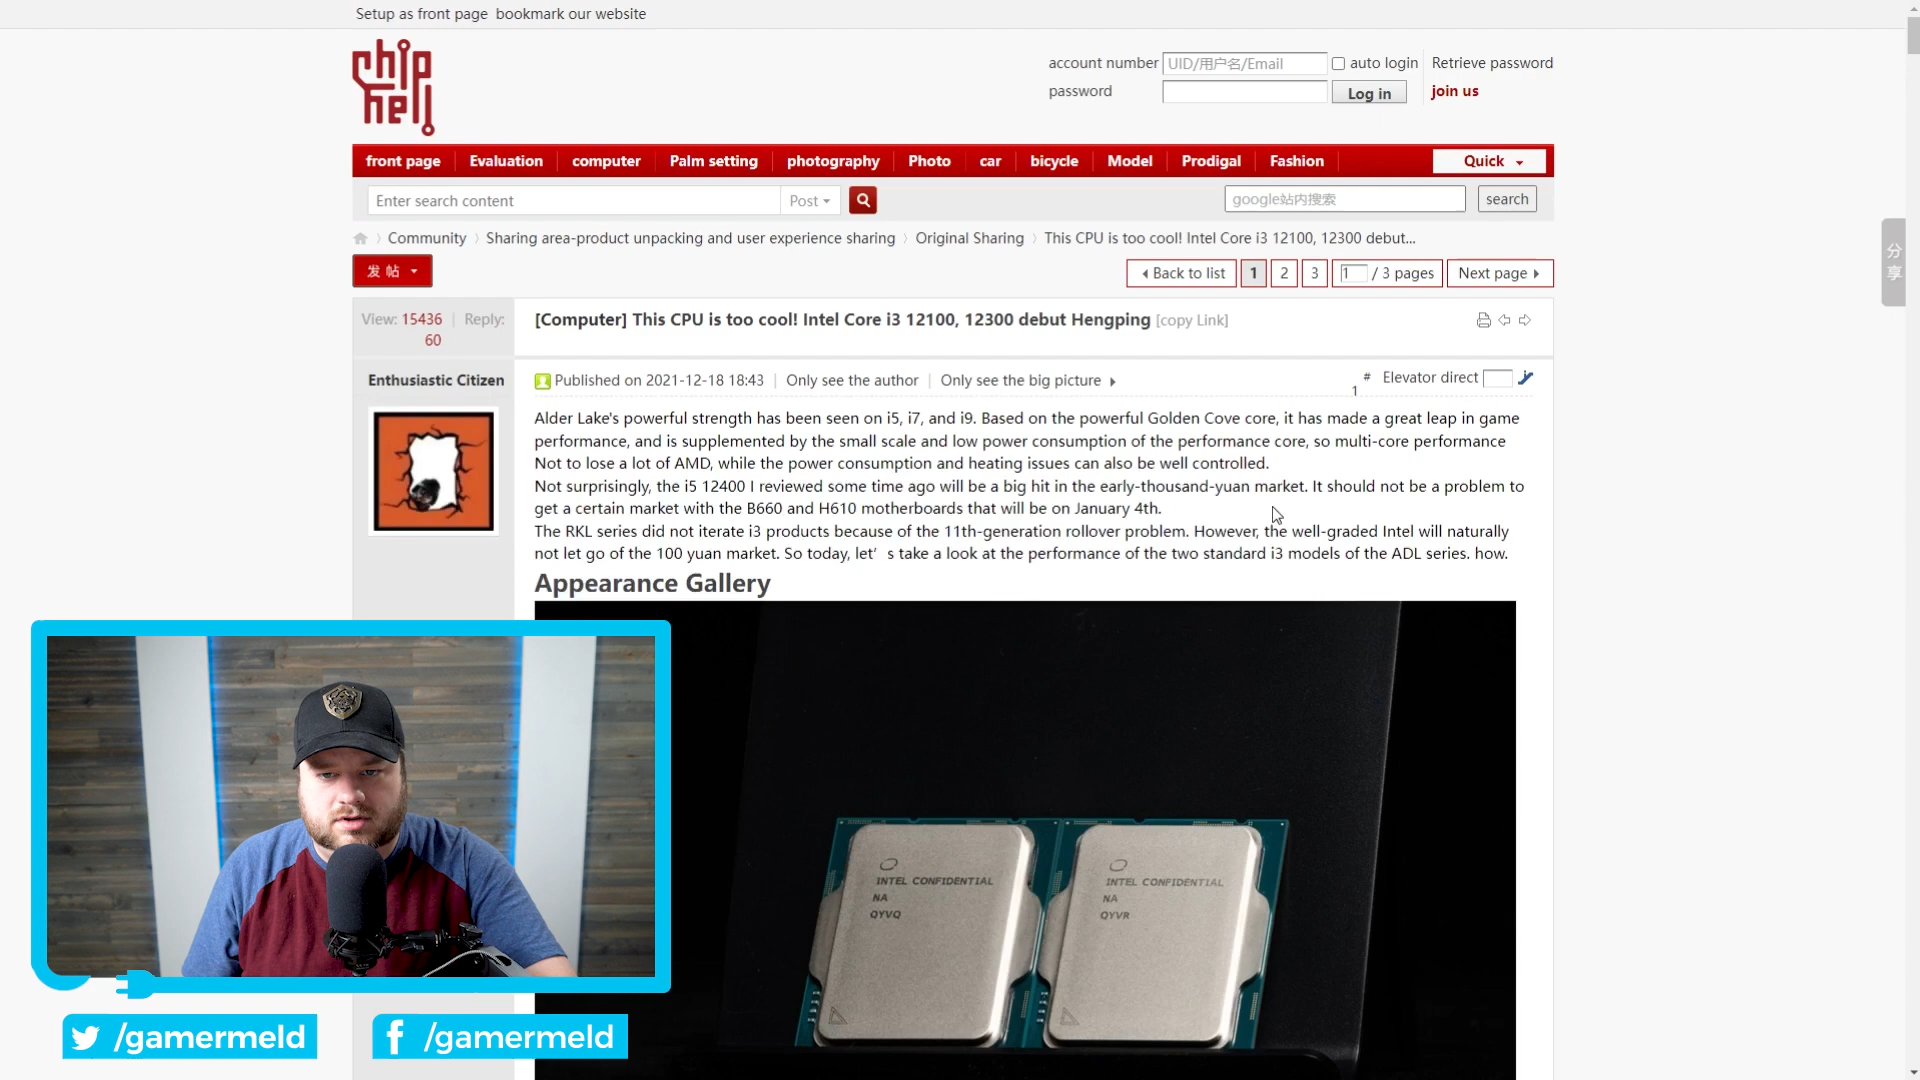 Setup as front page bookmark our website
chip hell
account number UID/用户名/Email auto login Retrieve password
password Log in join us
front page Evaluation computer Palm setting photography Photo car bicycle Model Prodigal Fashion Quick
Enter search content Post google站内搜索 search
Community Sharing area-product unpacking and user experience sharing Original Sharing This CPU is too cool! Intel Core i3 12100, 12300 debut...
分享
发帖 Back to list 1 2 3 1 / 3 pages Next page
View: 15436 | Reply: 60
[Computer] This CPU is too cool! Intel Core i3 12100, 12300 debut Hengping [copy Link]
Enthusiastic Citizen
Published on 2021-12-18 18:43 | Only see the author | Only see the big picture 1 # Elevator direct
Alder Lake's powerful strength has been seen on i5, i7, and i9. Based on the powerful Golden Cove core, it has made a great leap in game
performance, and is supplemented by the small scale and low power consumption of the performance core, so multi-core performance
Not to lose a lot of AMD, while the power consumption and heating issues can also be well controlled.
Not surprisingly, the i5 12400 I reviewed some time ago will be a big hit in the early-thousand-yuan market. It should not be a problem to
get a certain market with the B660 and H610 motherboards that will be on January 4th.
The RKL series did not iterate i3 products because of the 11th-generation rollover problem. However, the well-graded Intel will naturally
not let go of the 100 yuan market. So today, let’ s take a look at the performance of the two standard i3 models of the ADL series. how.
Appearance Gallery
INTEL CONFIDENTIAL
NA
QYVQ
INTEL CONFIDENTIAL
NA
QYVR
/gamermeld
/gamermeld